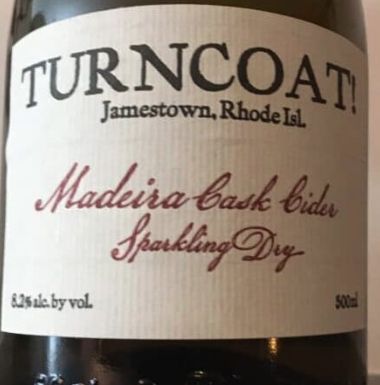 TURNCOAT!
Jamestown, Rhode Isl.
Madeira Cask Cider
Sparkling Dry
8.2% alc. by vol. 500ml